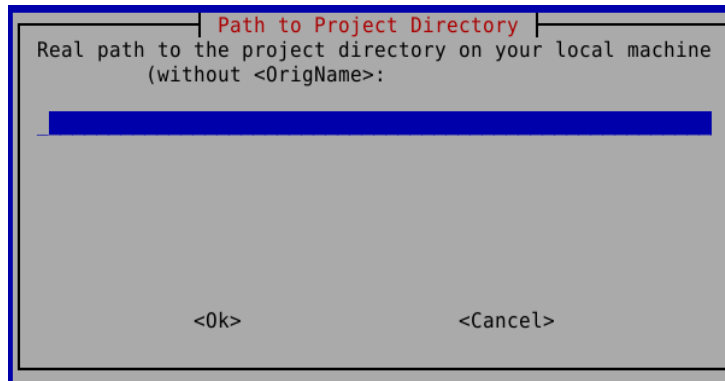 Path to Project Directory
Real path to the project directory on your local machine
(without <OrigName>:
<Ok> <Cancel>